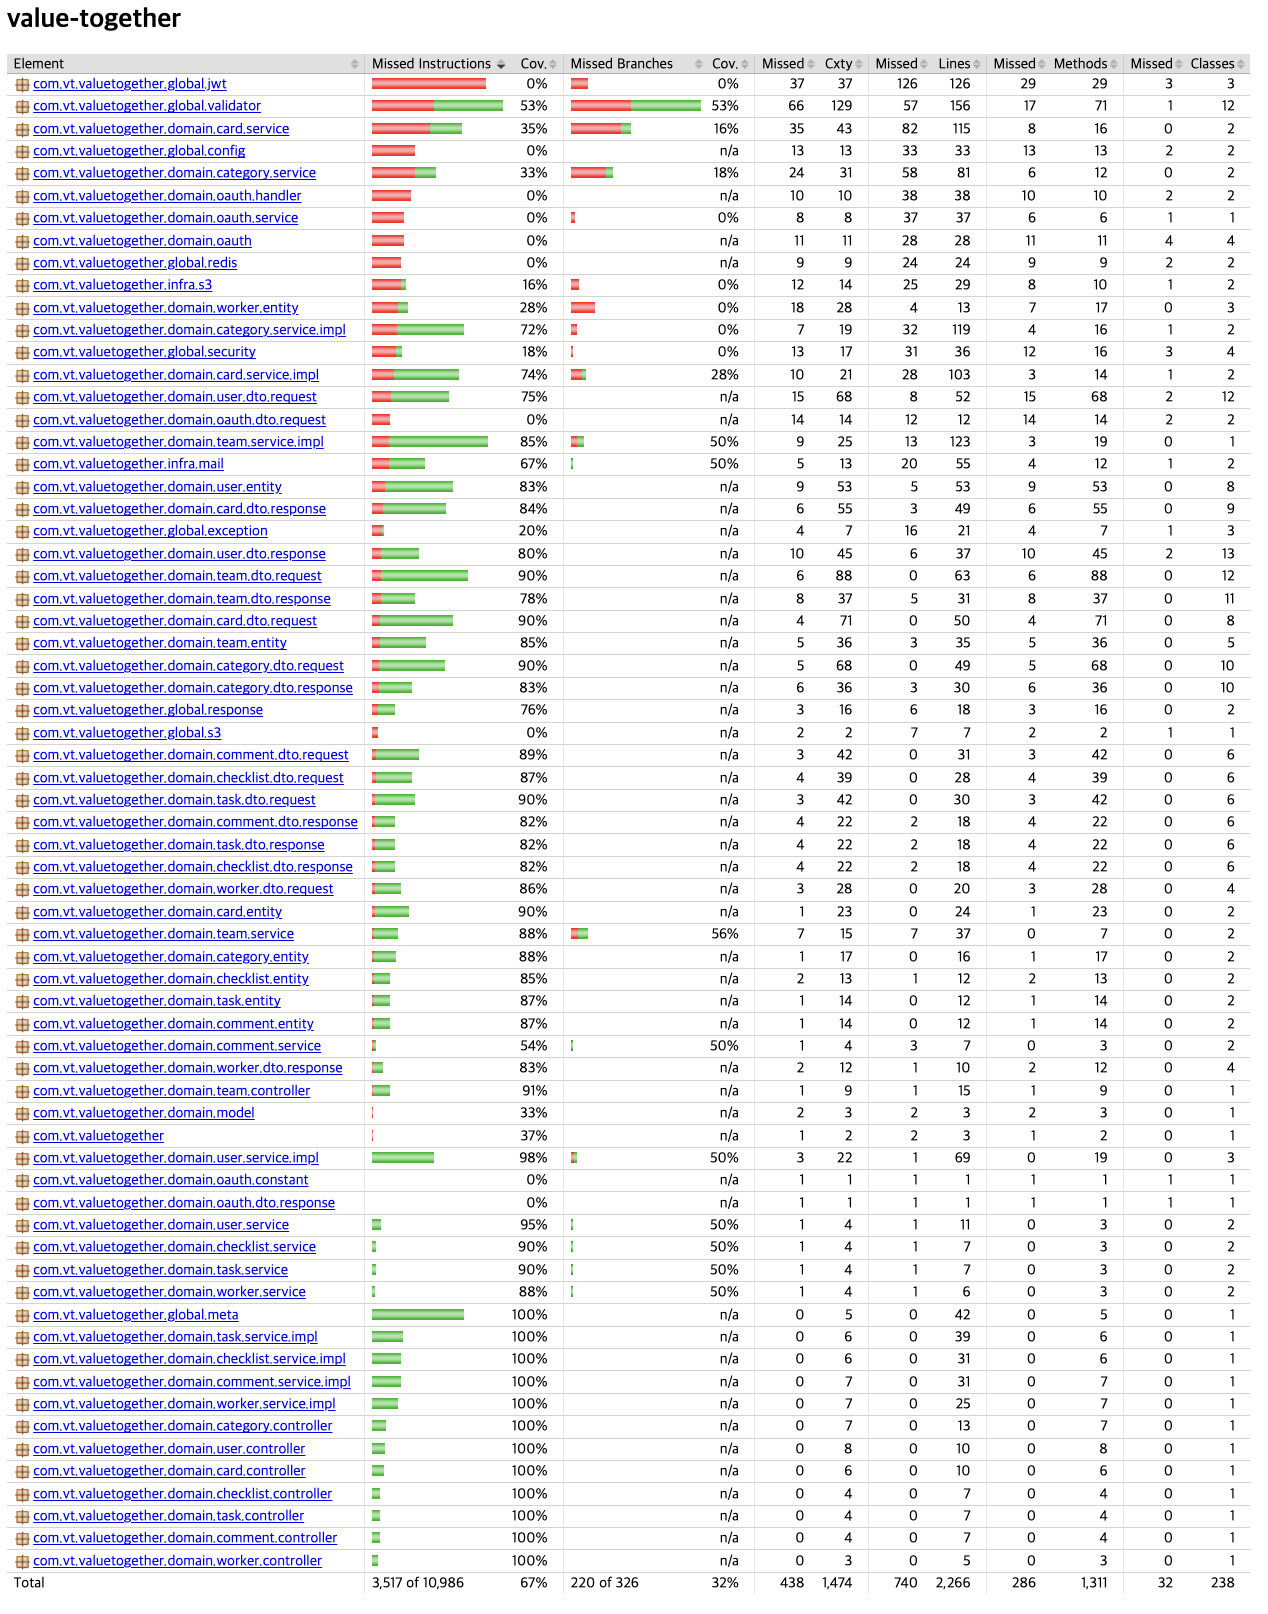 value-together
Element Missed Instructions Cov. Missed Branches Cov. Missed Cxty Missed Lines Missed Methods Missed Classes
com.vt.valuetogether.global.jwt 0% 0% 37 37 126 126 29 29 3 3
com.vt.valuetogether.global.validator 53% 53% 66 129 57 156 17 71 1 12
com.vt.valuetogether.domain.card.service 35% 16% 35 43 82 115 8 16 0 2
com.vt.valuetogether.global.config 0% n/a 13 13 33 33 13 13 2 2
com.vt.valuetogether.domain.category.service 33% 18% 24 31 58 81 6 12 0 2
com.vt.valuetogether.domain.oauth.handler 0% n/a 10 10 38 38 10 10 2 2
com.vt.valuetogether.domain.oauth.service 0% 0% 8 8 37 37 6 6 1 1
com.vt.valuetogether.domain.oauth 0% n/a 11 11 28 28 11 11 4 4
com.vt.valuetogether.global.redis 0% n/a 9 9 24 24 9 9 2 2
com.vt.valuetogether.infra.s3 16% 0% 12 14 25 29 8 10 1 2
com.vt.valuetogether.domain.worker.entity 28% 0% 18 28 4 13 7 17 0 3
com.vt.valuetogether.domain.category.service.impl 72% 0% 7 19 32 119 4 16 1 2
com.vt.valuetogether.global.security 18% 0% 13 17 31 36 12 16 3 4
com.vt.valuetogether.domain.card.service.impl 74% 28% 10 21 28 103 3 14 1 2
com.vt.valuetogether.domain.user.dto.request 75% n/a 15 68 8 52 15 68 2 12
com.vt.valuetogether.domain.oauth.dto.request 0% n/a 14 14 12 12 14 14 2 2
com.vt.valuetogether.domain.team.service.impl 85% 50% 9 25 13 123 3 19 0 1
com.vt.valuetogether.infra.mail 67% 50% 5 13 20 55 4 12 1 2
com.vt.valuetogether.domain.user.entity 83% n/a 9 53 5 53 9 53 0 8
com.vt.valuetogether.domain.card.dto.response 84% n/a 6 55 3 49 6 55 0 9
com.vt.valuetogether.global.exception 20% n/a 4 7 16 21 4 7 1 3
com.vt.valuetogether.domain.user.dto.response 80% n/a 10 45 6 37 10 45 2 13
com.vt.valuetogether.domain.team.dto.request 90% n/a 6 88 0 63 6 88 0 12
com.vt.valuetogether.domain.team.dto.response 78% n/a 8 37 5 31 8 37 0 11
com.vt.valuetogether.domain.card.dto.request 90% n/a 4 71 0 50 4 71 0 8
com.vt.valuetogether.domain.team.entity 85% n/a 5 36 3 35 5 36 0 5
com.vt.valuetogether.domain.category.dto.request 90% n/a 5 68 0 49 5 68 0 10
com.vt.valuetogether.domain.category.dto.response 83% n/a 6 36 3 30 6 36 0 10
com.vt.valuetogether.global.response 76% n/a 3 16 6 18 3 16 0 2
com.vt.valuetogether.global.s3 0% n/a 2 2 7 7 2 2 1 1
com.vt.valuetogether.domain.comment.dto.request 89% n/a 3 42 0 31 3 42 0 6
com.vt.valuetogether.domain.checklist.dto.request 87% n/a 4 39 0 28 4 39 0 6
com.vt.valuetogether.domain.task.dto.request 90% n/a 3 42 0 30 3 42 0 6
com.vt.valuetogether.domain.comment.dto.response 82% n/a 4 22 2 18 4 22 0 6
com.vt.valuetogether.domain.task.dto.response 82% n/a 4 22 2 18 4 22 0 6
com.vt.valuetogether.domain.checklist.dto.response 82% n/a 4 22 2 18 4 22 0 6
com.vt.valuetogether.domain.worker.dto.request 86% n/a 3 28 0 20 3 28 0 4
com.vt.valuetogether.domain.card.entity 90% n/a 1 23 0 24 1 23 0 2
com.vt.valuetogether.domain.team.service 88% 56% 7 15 7 37 0 7 0 2
com.vt.valuetogether.domain.category.entity 88% n/a 1 17 0 16 1 17 0 2
com.vt.valuetogether.domain.checklist.entity 85% n/a 2 13 1 12 2 13 0 2
com.vt.valuetogether.domain.task.entity 87% n/a 1 14 0 12 1 14 0 2
com.vt.valuetogether.domain.comment.entity 87% n/a 1 14 0 12 1 14 0 2
com.vt.valuetogether.domain.comment.service 54% 50% 1 4 3 7 0 3 0 2
com.vt.valuetogether.domain.worker.dto.response 83% n/a 2 12 1 10 2 12 0 4
com.vt.valuetogether.domain.team.controller 91% n/a 1 9 1 15 1 9 0 1
com.vt.valuetogether.domain.model 33% n/a 2 3 2 3 2 3 0 1
com.vt.valuetogether 37% n/a 1 2 2 3 1 2 0 1
com.vt.valuetogether.domain.user.service.impl 98% 50% 3 22 1 69 0 19 0 3
com.vt.valuetogether.domain.oauth.constant 0% n/a 1 1 1 1 1 1 1 1
com.vt.valuetogether.domain.oauth.dto.response 0% n/a 1 1 1 1 1 1 1 1
com.vt.valuetogether.domain.user.service 95% 50% 1 4 1 11 0 3 0 2
com.vt.valuetogether.domain.checklist.service 90% 50% 1 4 1 7 0 3 0 2
com.vt.valuetogether.domain.task.service 90% 50% 1 4 1 7 0 3 0 2
com.vt.valuetogether.domain.worker.service 88% 50% 1 4 1 6 0 3 0 2
com.vt.valuetogether.global.meta 100% n/a 0 5 0 42 0 5 0 1
com.vt.valuetogether.domain.task.service.impl 100% n/a 0 6 0 39 0 6 0 1
com.vt.valuetogether.domain.checklist.service.impl 100% n/a 0 6 0 31 0 6 0 1
com.vt.valuetogether.domain.comment.service.impl 100% n/a 0 7 0 31 0 7 0 1
com.vt.valuetogether.domain.worker.service.impl 100% n/a 0 7 0 25 0 7 0 1
com.vt.valuetogether.domain.category.controller 100% n/a 0 7 0 13 0 7 0 1
com.vt.valuetogether.domain.user.controller 100% n/a 0 8 0 10 0 8 0 1
com.vt.valuetogether.domain.card.controller 100% n/a 0 6 0 10 0 6 0 1
com.vt.valuetogether.domain.checklist.controller 100% n/a 0 4 0 7 0 4 0 1
com.vt.valuetogether.domain.task.controller 100% n/a 0 4 0 7 0 4 0 1
com.vt.valuetogether.domain.comment.controller 100% n/a 0 4 0 7 0 4 0 1
com.vt.valuetogether.domain.worker.controller 100% n/a 0 3 0 5 0 3 0 1
Total 3,517 of 10,986 67% 220 of 326 32% 438 1,474 740 2,266 286 1,311 32 238